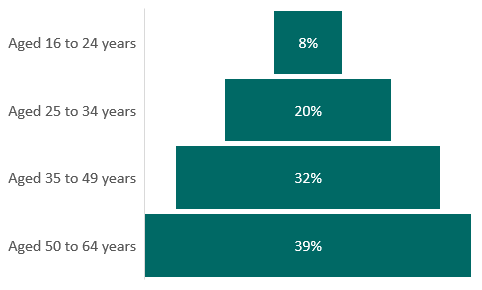 Aged 16 to 24 years 8%
Aged 25 to 34 years 20%
Aged 35 to 49 years 32%
Aged 50 to 64 years 39%